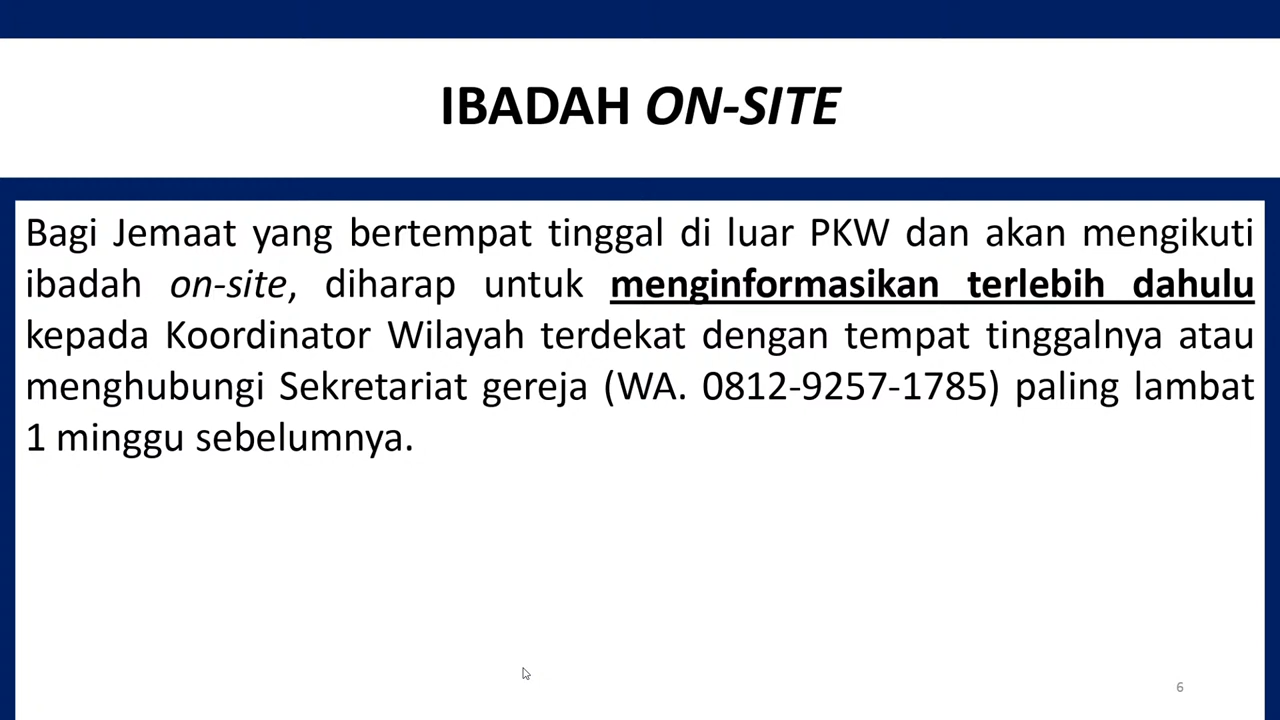 IBADAH ON-SITE
Bagi Jemaat yang bertempat tinggal di luar PKW dan akan mengikuti
ibadah on-site, diharap untuk menginformasikan terlebih dahulu
kepada Koordinator Wilayah terdekat dengan tempat tinggalnya atau
menghubungi Sekretariat gereja (WA. 0812-9257-1785) paling lambat
1 minggu sebelumnya.
6